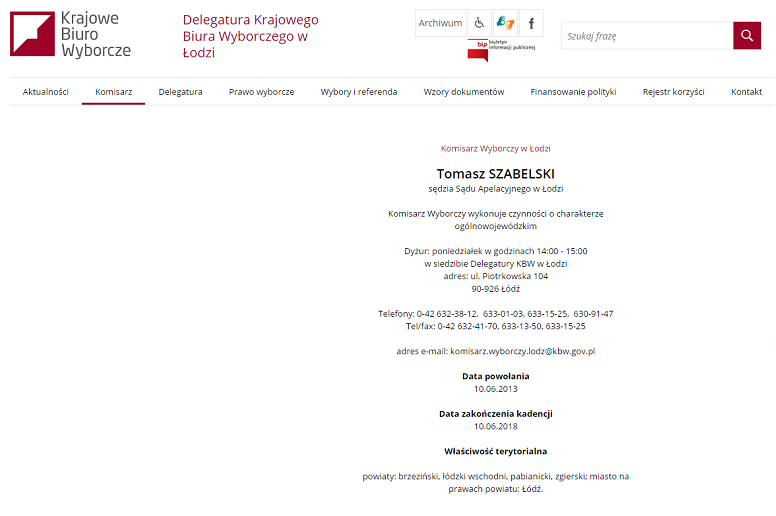 Krajowe
Biuro
Wyborcze
Delegatura Krajowego
Biura Wyborczego w
Łodzi
Archiwum
bip biuletyn
informacji publicznej
Szukaj frazę
Aktualności Komisarz Delegatura Prawo wyborcze Wybory i referenda Wzory dokumentów Finansowanie polityki Rejestr korzyści Kontakt
Komisarz Wyborczy w Łodzi
Tomasz SZABELSKI
sędzia Sądu Apelacyjnego w Łodzi
Komisarz Wyborczy wykonuje czynności o charakterze
ogólnowojewódzkim
Dyżur: poniedziałek w godzinach 14:00 - 15:00
w siedzibie Delegatury KBW w Łodzi
adres: ul. Piotrkowska 104
90-926 Łódź
Telefony: 0-42 632-38-12, 633-01-03, 633-15-25, 630-91-47
Tel/fax: 0-42 632-41-70, 633-13-50, 633-15-25
adres e-mail: komisarz.wyborczy.lodz@kbw.gov.pl
Data powołania
10.06.2013
Data zakończenia kadencji
10.06.2018
Właściwość terytorialna
powiaty: brzeziński, łódzki wschodni, pabianicki, zgierski; miasto na
prawach powiatu: Łódź.